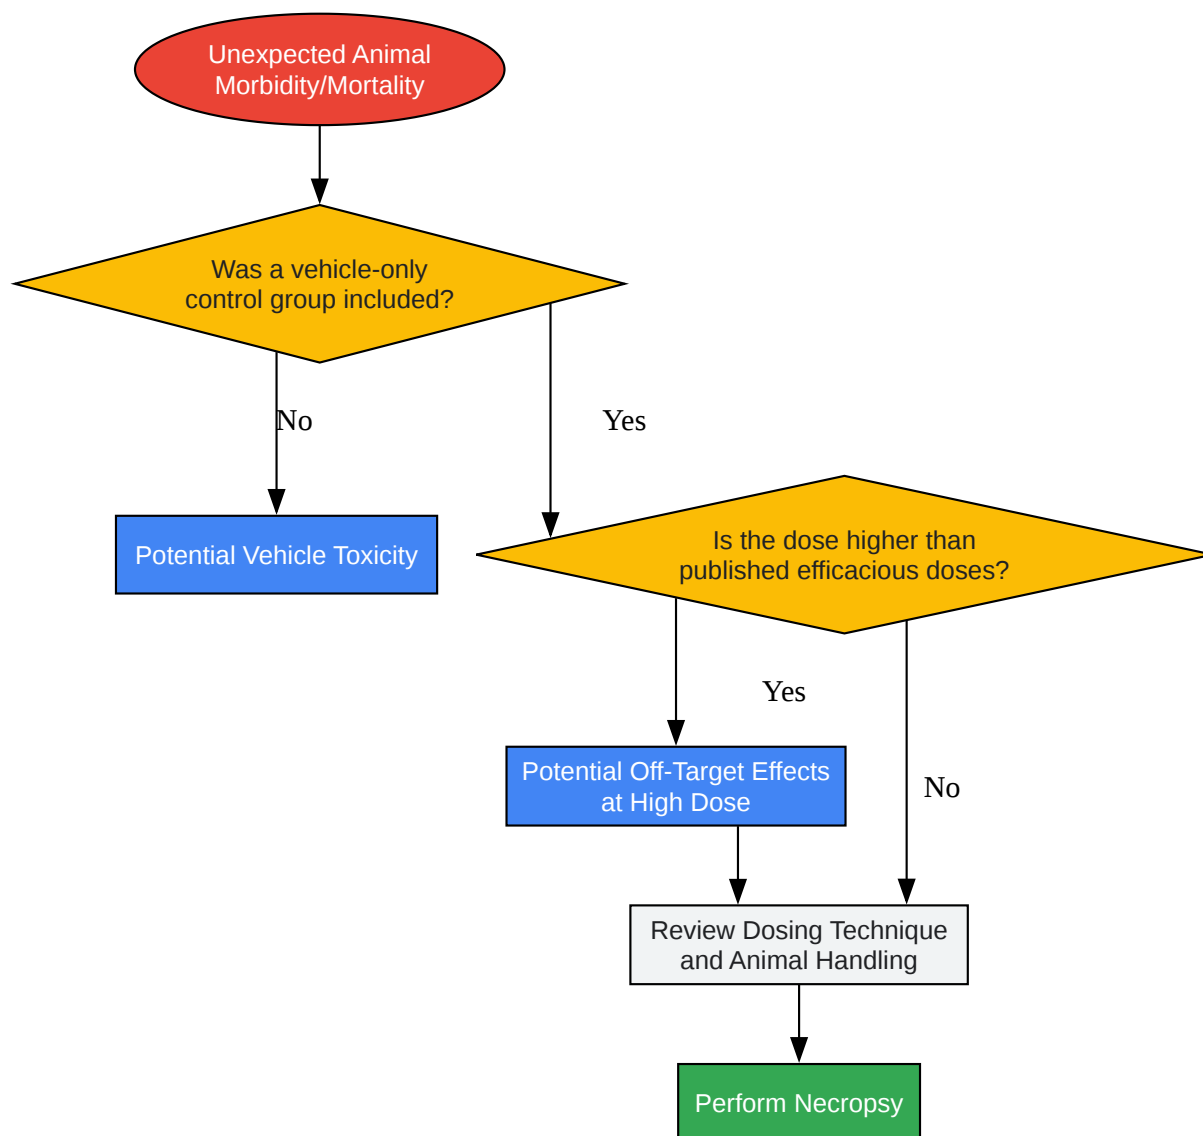 Unexpected Animal
Morbidity/Mortality
Was a vehicle-only
control group included?
No
Yes
Potential Vehicle Toxicity
Is the dose higher than
published efficacious doses?
Yes
Potential Off-Target Effects
at High Dose
No
Review Dosing Technique
and Animal Handling
Perform Necropsy